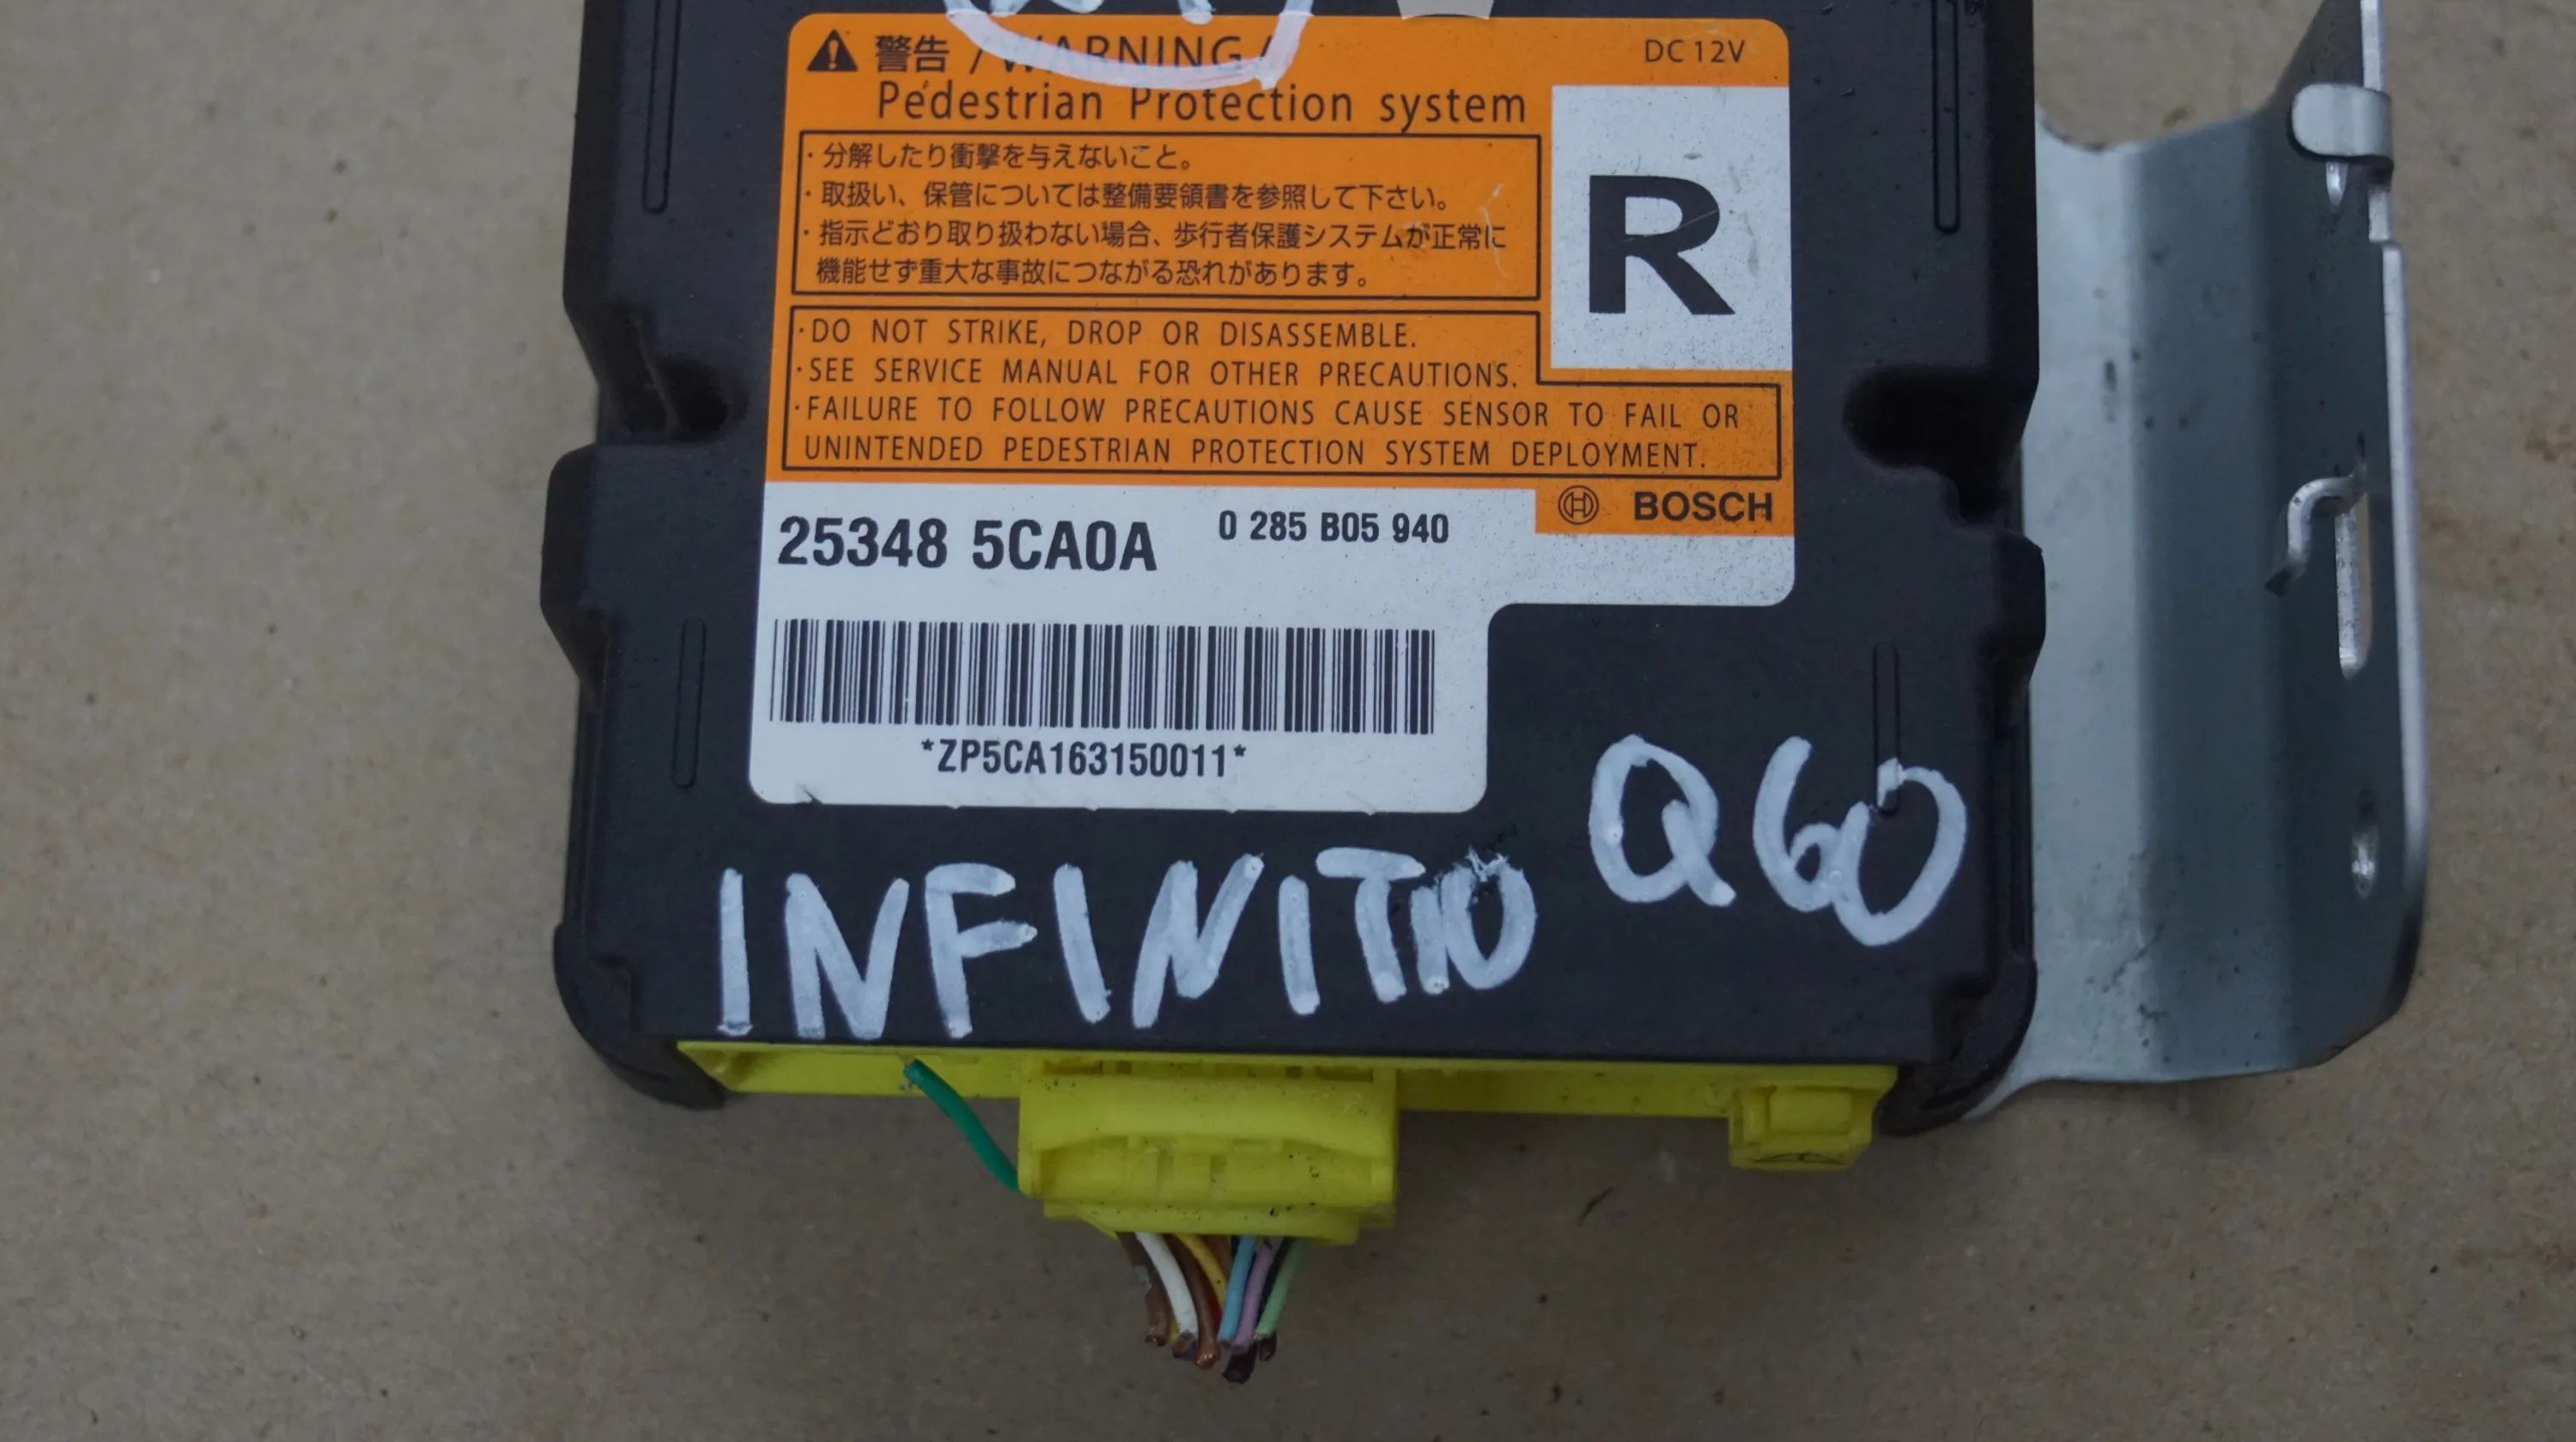 警告 / WARNING /
DC 12V
Pedestrian Protection system
・分解したり衝撃を与えないこと。
・取扱い、保管については整備要領書を参照して下さい。
・指示どおり取り扱わない場合、歩行者保護システムが正常に
機能せず重大な事故につながる恐れがあります。
R
·DO NOT STRIKE, DROP OR DISASSEMBLE.
·SEE SERVICE MANUAL FOR OTHER PRECAUTIONS.
·FAILURE TO FOLLOW PRECAUTIONS CAUSE SENSOR TO FAIL OR
UNINTENDED PEDESTRIAN PROTECTION SYSTEM DEPLOYMENT.
BOSCH
25348 5CA0A 0 285 B05 940
*ZP5CA163150011*
Q60